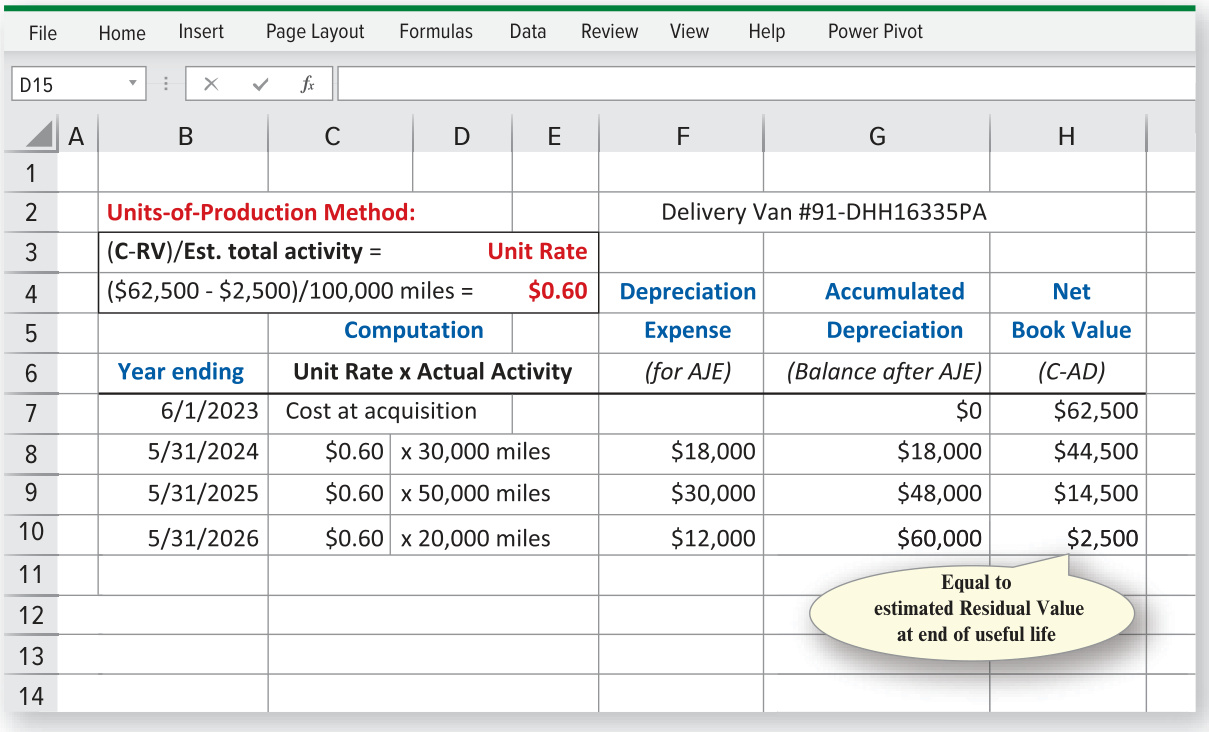 File Home Insert Page Layout Formulas Data Review View Help Power Pivot
D15 fx
A B C D E F G H
1
2 Units-of-Production Method: Delivery Van #91-DHH16335PA
3 (C-RV)/Est. total activity = Unit Rate
4 ($62,500 - $2,500)/100,000 miles = $0.60 Depreciation Accumulated Net
5 Computation Expense Depreciation Book Value
6 Year ending Unit Rate x Actual Activity (for AJE) (Balance after AJE) (C-AD)
7 6/1/2023 Cost at acquisition $0 $62,500
8 5/31/2024 $0.60 x 30,000 miles $18,000 $18,000 $44,500
9 5/31/2025 $0.60 x 50,000 miles $30,000 $48,000 $14,500
10 5/31/2026 $0.60 x 20,000 miles $12,000 $60,000 $2,500
11
Equal to
12
estimated Residual Value
at end of useful life
13
14